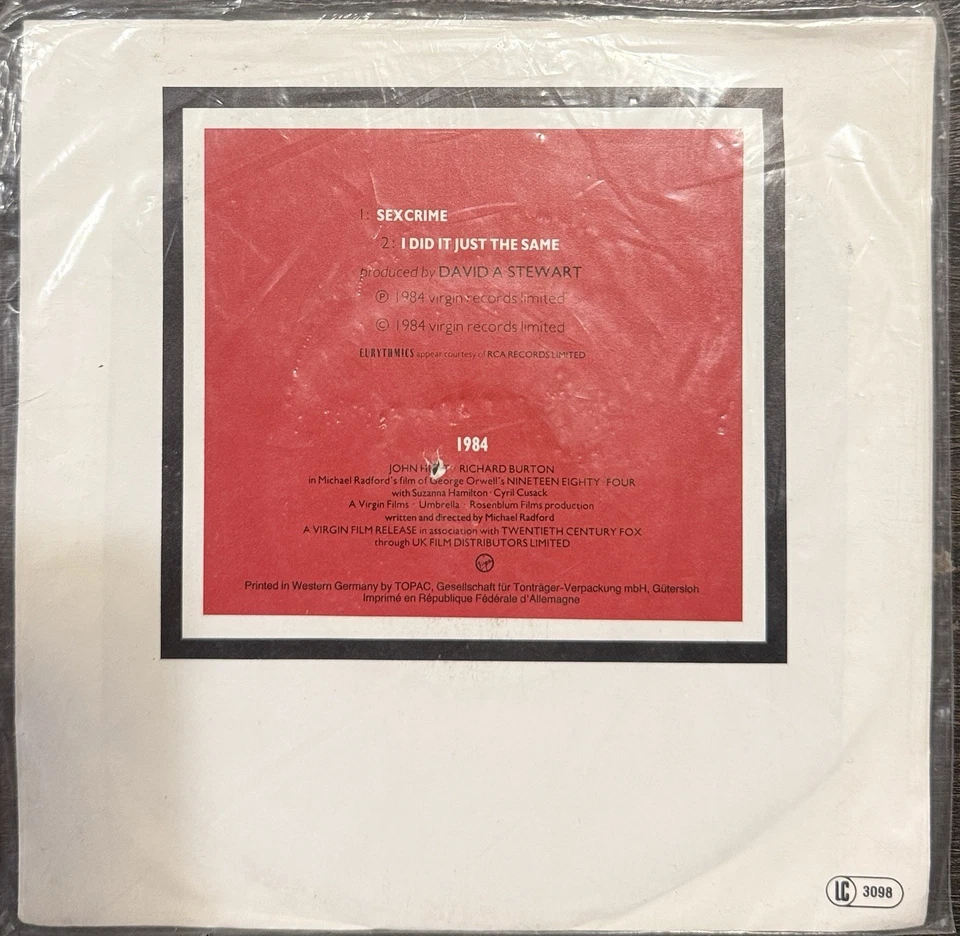 1: SEXCRIME
2: I DID IT JUST THE SAME
produced by DAVID A STEWART
Ⓟ 1984 virgin records limited
© 1984 virgin records limited
EURYTHMICS appear courtesy of RCA RECORDS LIMITED
1984
JOHN RICHARD BURTON
in Michael Radford's film of George Orwell's NINETEEN EIGHTY · FOUR
with Suzanna Hamilton · Cyril Cusack
A Virgin Films · Umbrella · Rosenblum Films production
written and directed by Michael Radford
A VIRGIN FILM RELEASE in association with TWENTIETH CENTURY FOX
through UK FILM DISTRIBUTORS LIMITED
Virgin
Printed in Western Germany by TOPAC, Gesellschaft für Tonträger-Verpackung mbH, Gütersloh
Imprimé en République Fédérale d'Allemagne
LC 3098